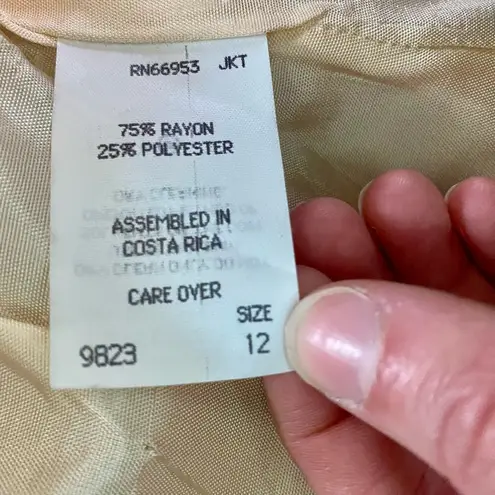 RN66953 JKT
75% RAYON
25% POLYESTER
ASSEMBLED IN
COSTA RICA
CARE OVER
SIZE
9823 12